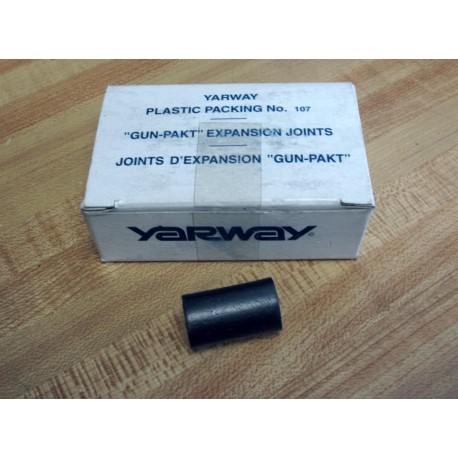 YARWAY
PLASTIC PACKING No. 107
"GUN-PAKT" EXPANSION JOINTS
JOINTS D'EXPANSION "GUN-PAKT"
YARWAY®